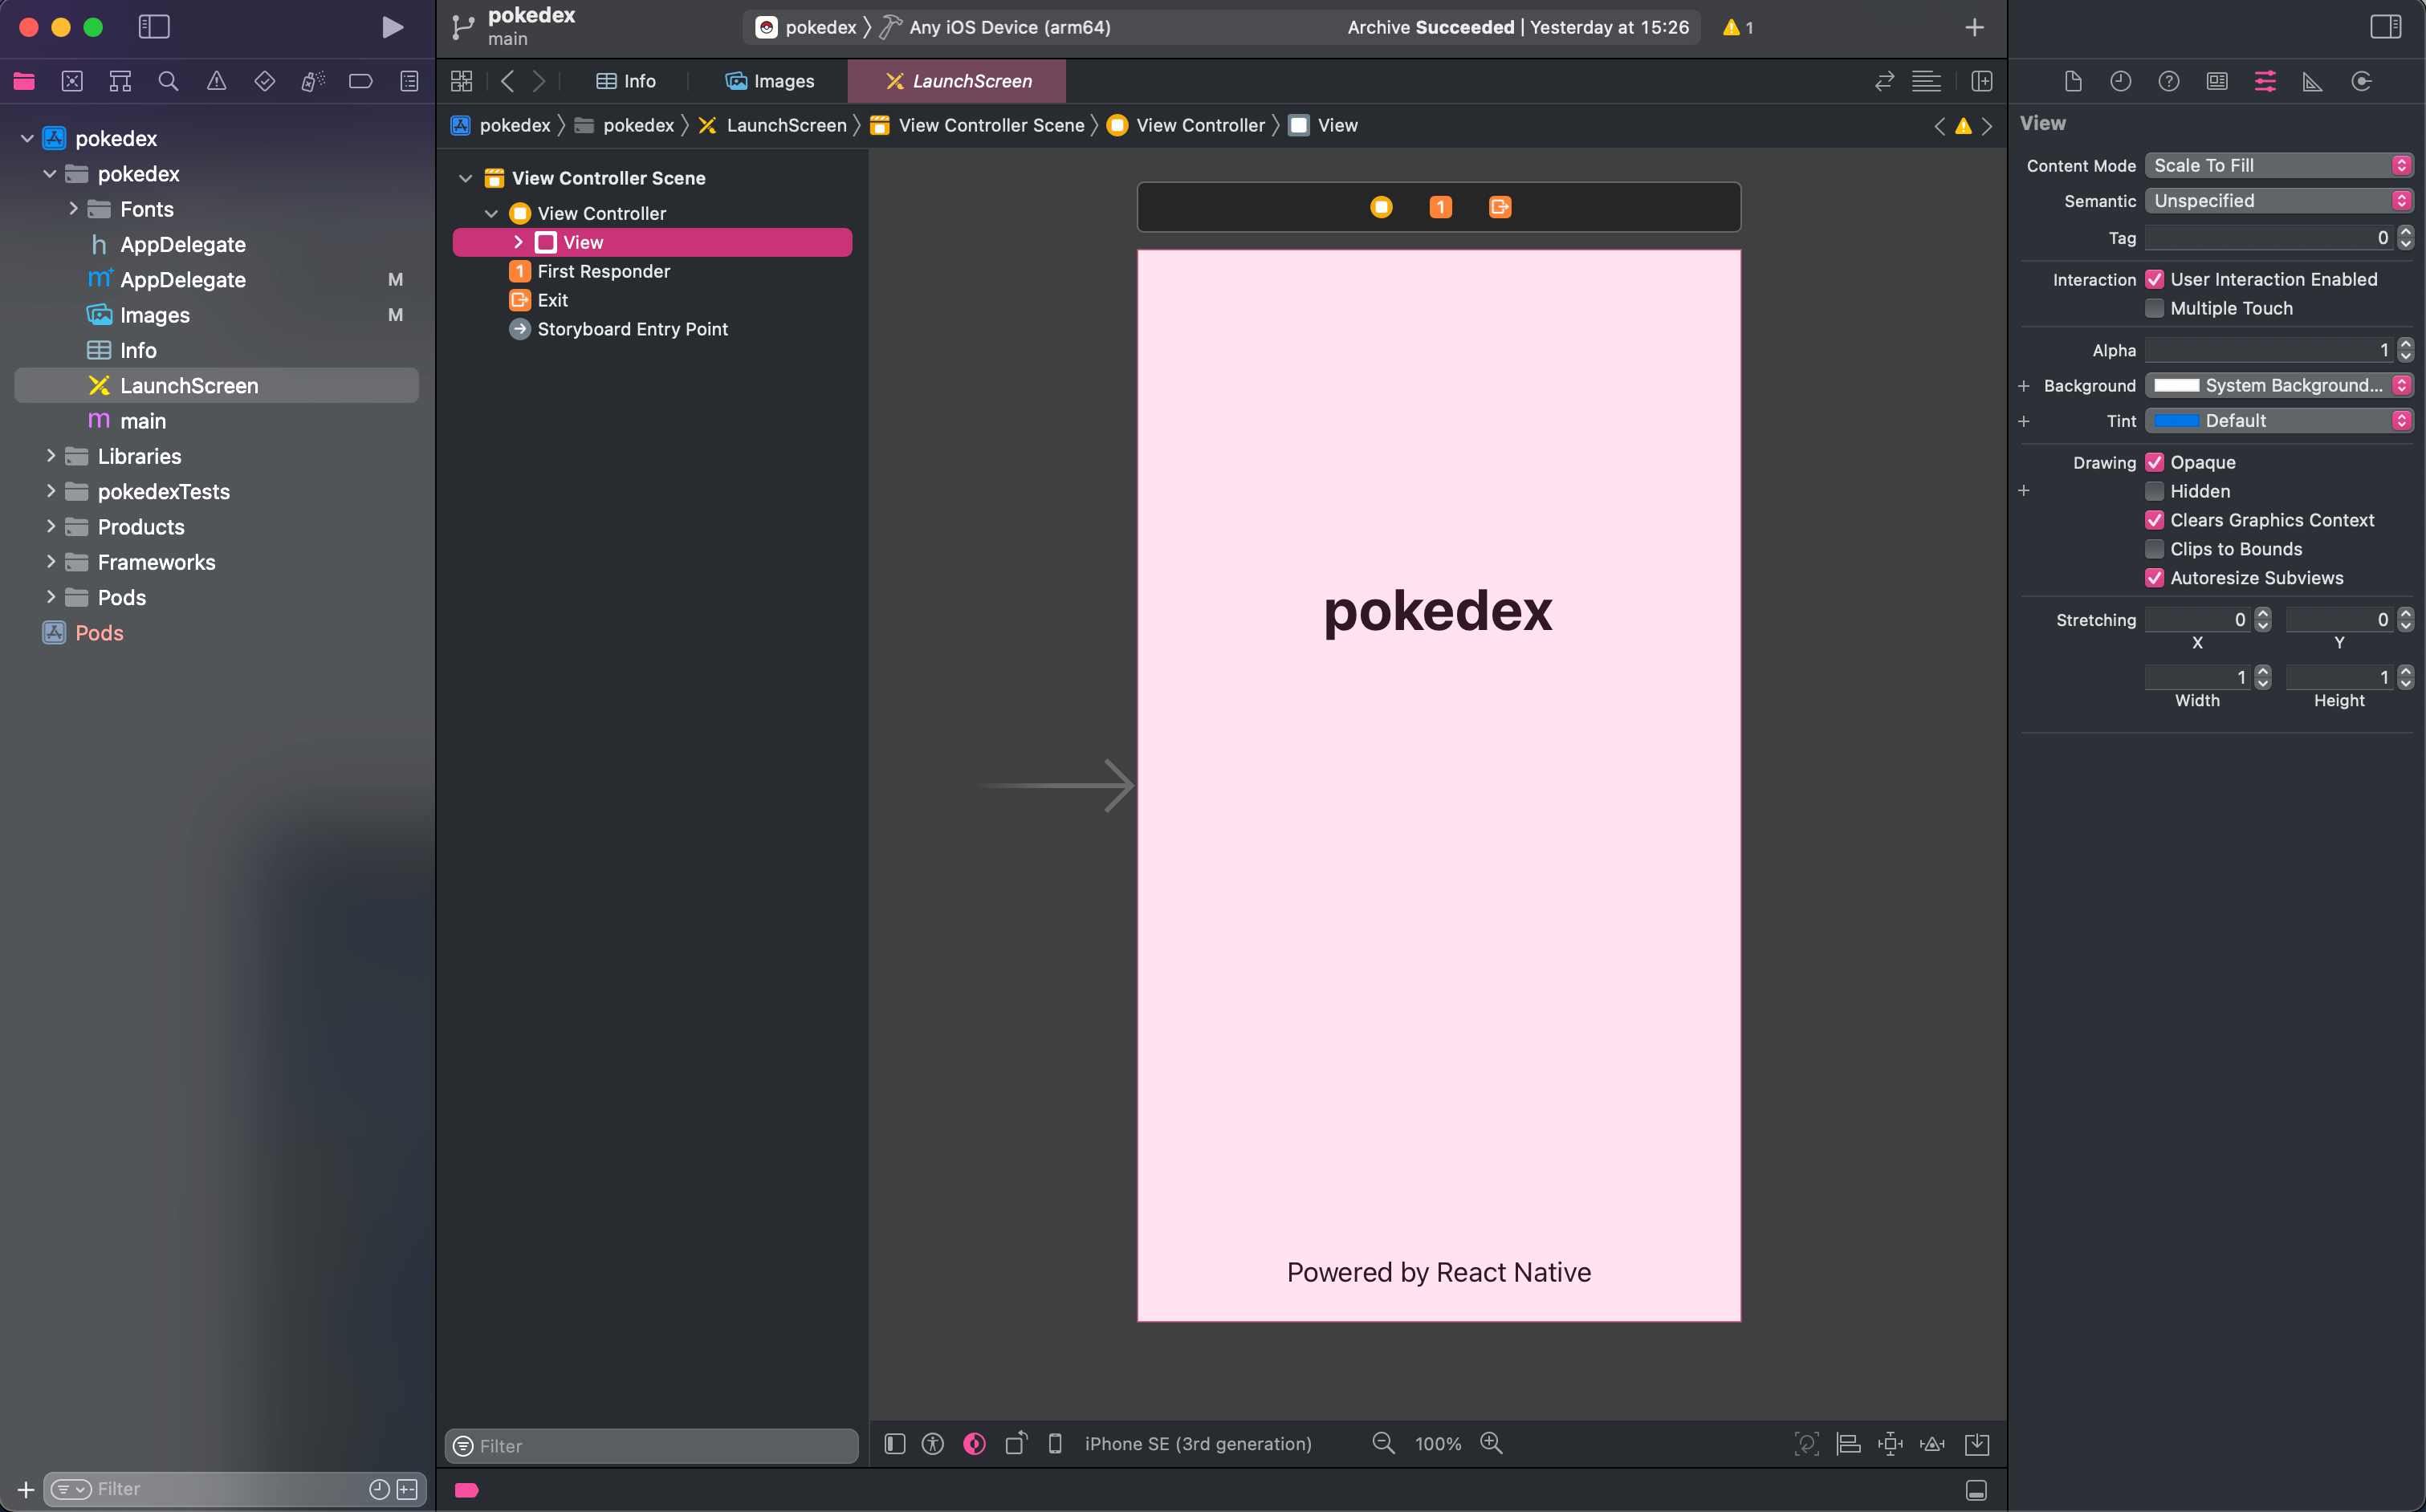 pokedex
main
pokedex
Any iOS Device (arm64)
Archive Succeeded | Yesterday at 15:26
1
Info
Images
LaunchScreen
pokedex
pokedex
LaunchScreen
View Controller Scene
View Controller
View
pokedex
pokedex
Fonts
h AppDelegate
m AppDelegate M
Images M
Info
LaunchScreen
m main
Libraries
pokedexTests
Products
Frameworks
Pods
Pods
Filter
View Controller Scene
View Controller
View
1 First Responder
Exit
Storyboard Entry Point
Filter
1
pokedex
Powered by React Native
iPhone SE (3rd generation)
100%
View
Content Mode Scale To Fill
Semantic Unspecified
Tag 0
Interaction User Interaction Enabled
Multiple Touch
Alpha 1
Background System Background...
Tint Default
Drawing Opaque
Hidden
Clears Graphics Context
Clips to Bounds
Autoresize Subviews
Stretching 0 0
X Y
1 1
Width Height